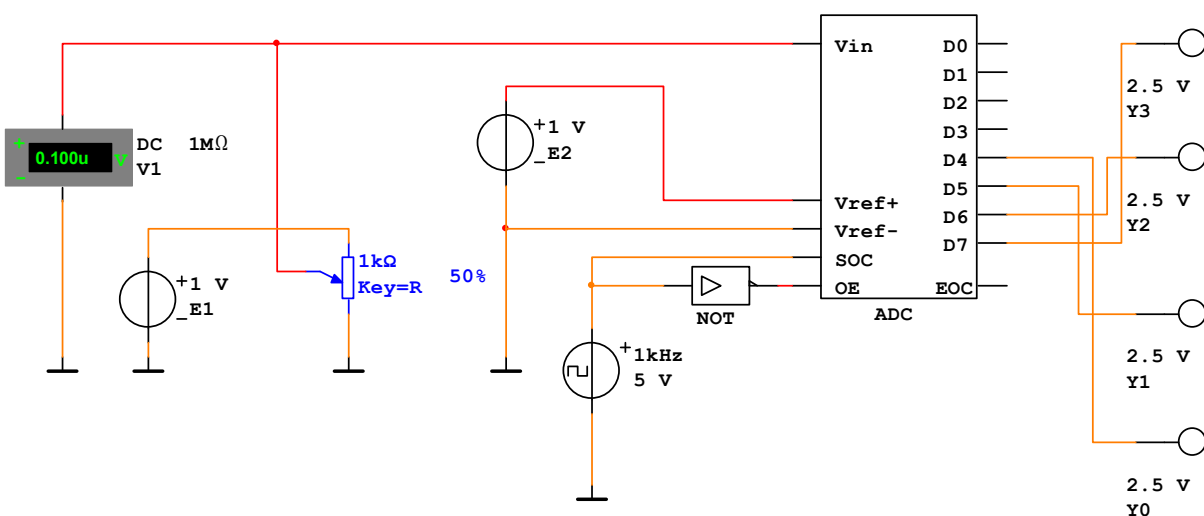 Vin
D0
D1
D2
D3
D4
D5
D6
D7
Vref+
Vref-
SOC
OE
EOC
ADC
+
0.100u V
-
DC 1MΩ
V1
+1 V
_E1
1kΩ
Key=R 50%
+1 V
_E2
NOT
+1kHz
5 V
2.5 V
Y3
2.5 V
Y2
2.5 V
Y1
2.5 V
Y0